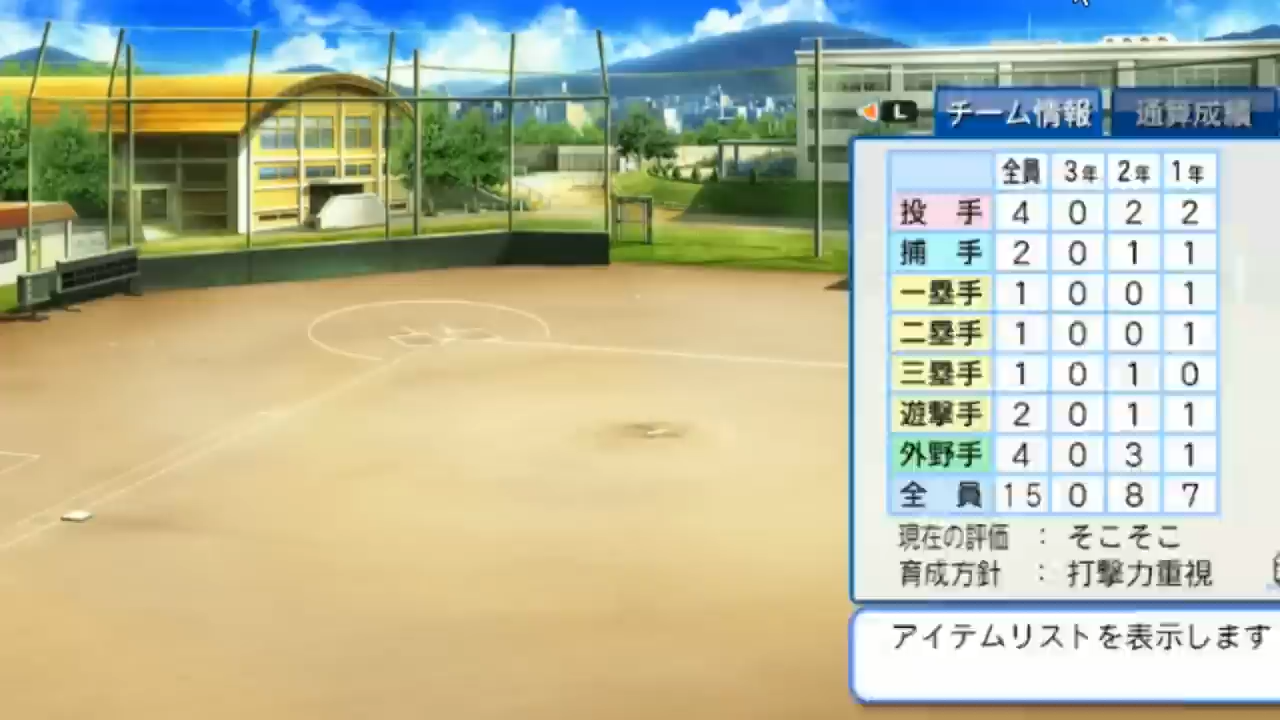 L チーム情報 通算成績
全員 3年 2年 1年
投手 4 0 2 2
捕手 2 0 1 1
一塁手 1 0 0 1
二塁手 1 0 0 1
三塁手 1 0 1 0
遊撃手 2 0 1 1
外野手 4 0 3 1
全員 15 0 8 7
現在の評価 : そこそこ
育成方針 : 打撃力重視
アイテムリストを表示します